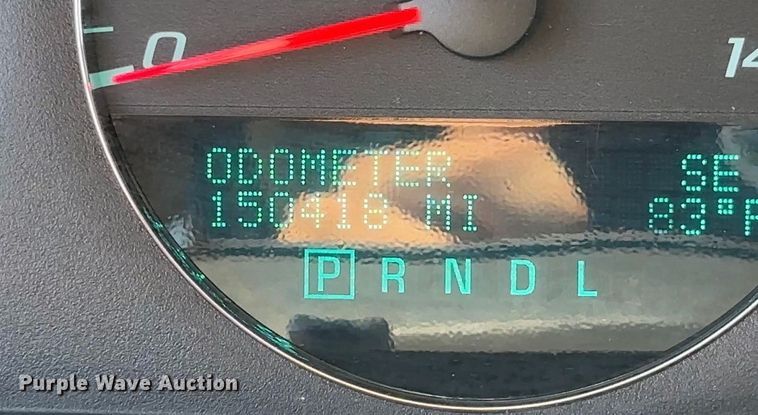 0
14
ODOMETER SE
150418 MI 83°F
P R N D L
Purple Wave Auction